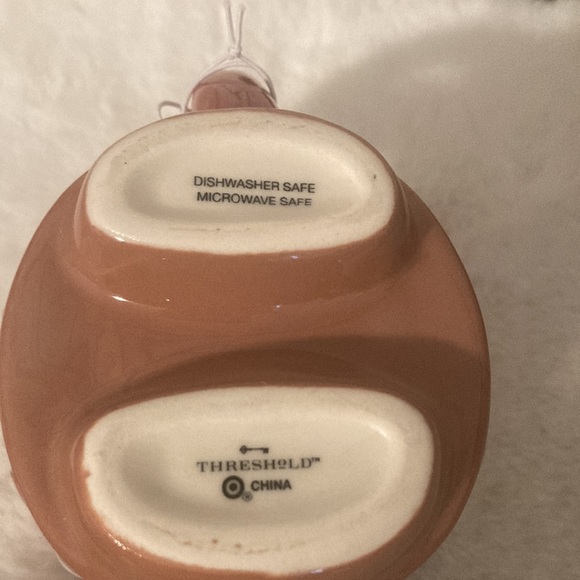 DISHWASHER SAFE
MICROWAVE SAFE
THRESHOLD™
® CHINA